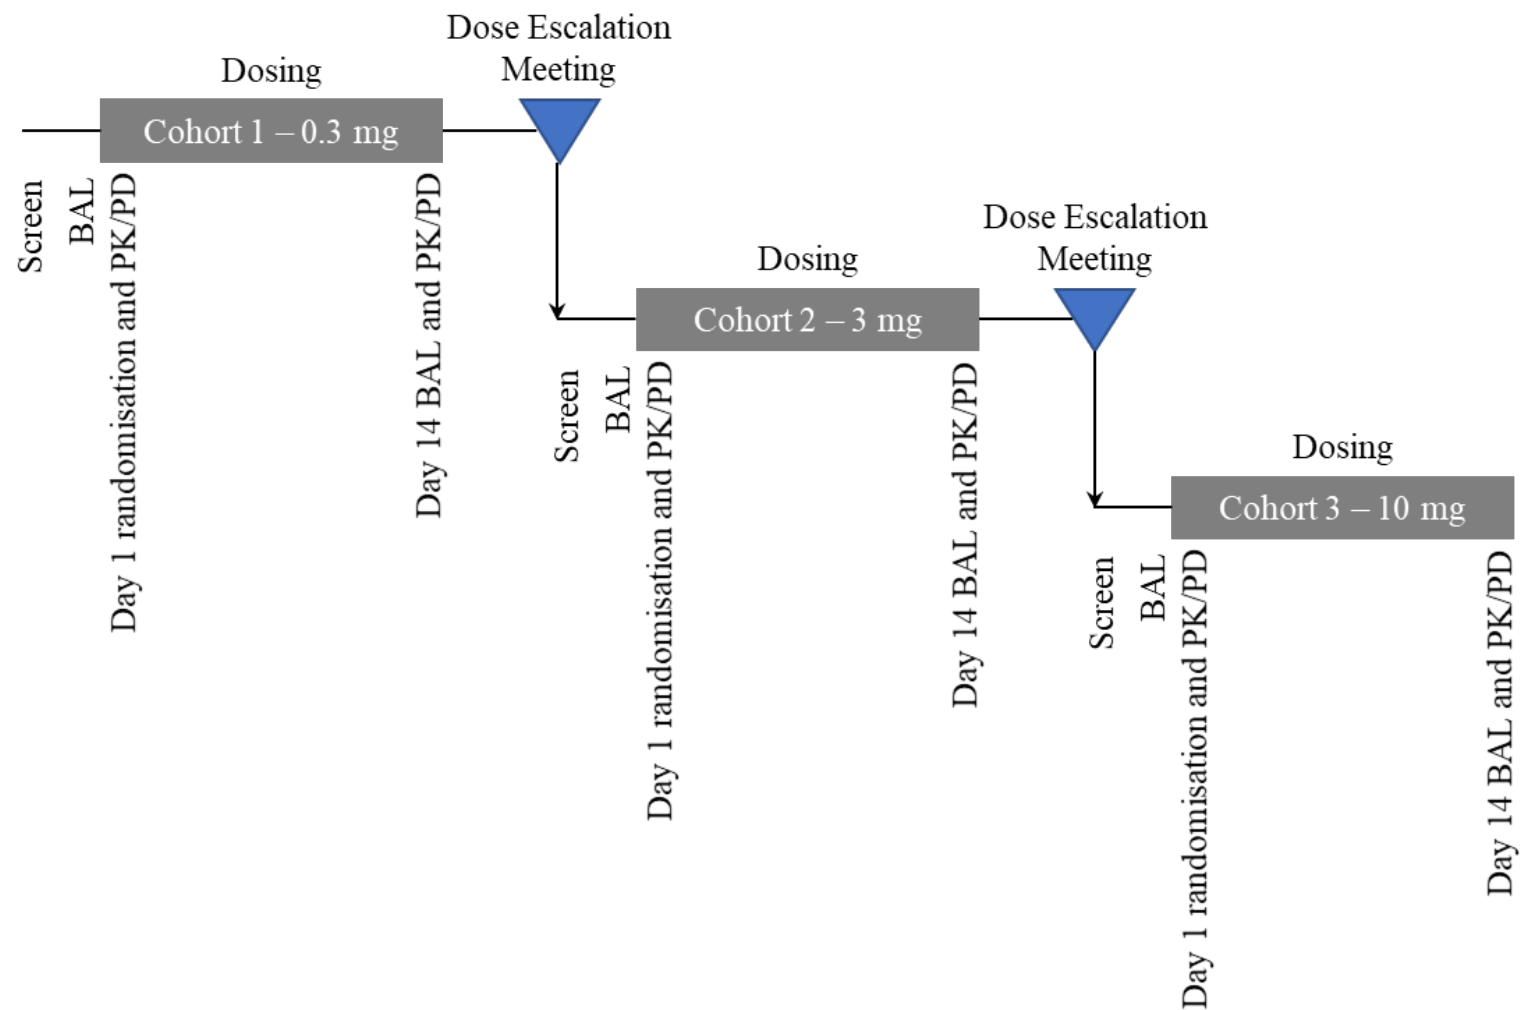 Dose Escalation
Meeting
Dosing
Cohort 1 – 0.3 mg
Screen
BAL
Day 1 randomisation and PK/PD
Day 14 BAL and PK/PD
Dose Escalation
Meeting
Dosing
Cohort 2 – 3 mg
Screen
BAL
Day 1 randomisation and PK/PD
Day 14 BAL and PK/PD
Dosing
Cohort 3 – 10 mg
Screen
BAL
Day 1 randomisation and PK/PD
Day 14 BAL and PK/PD